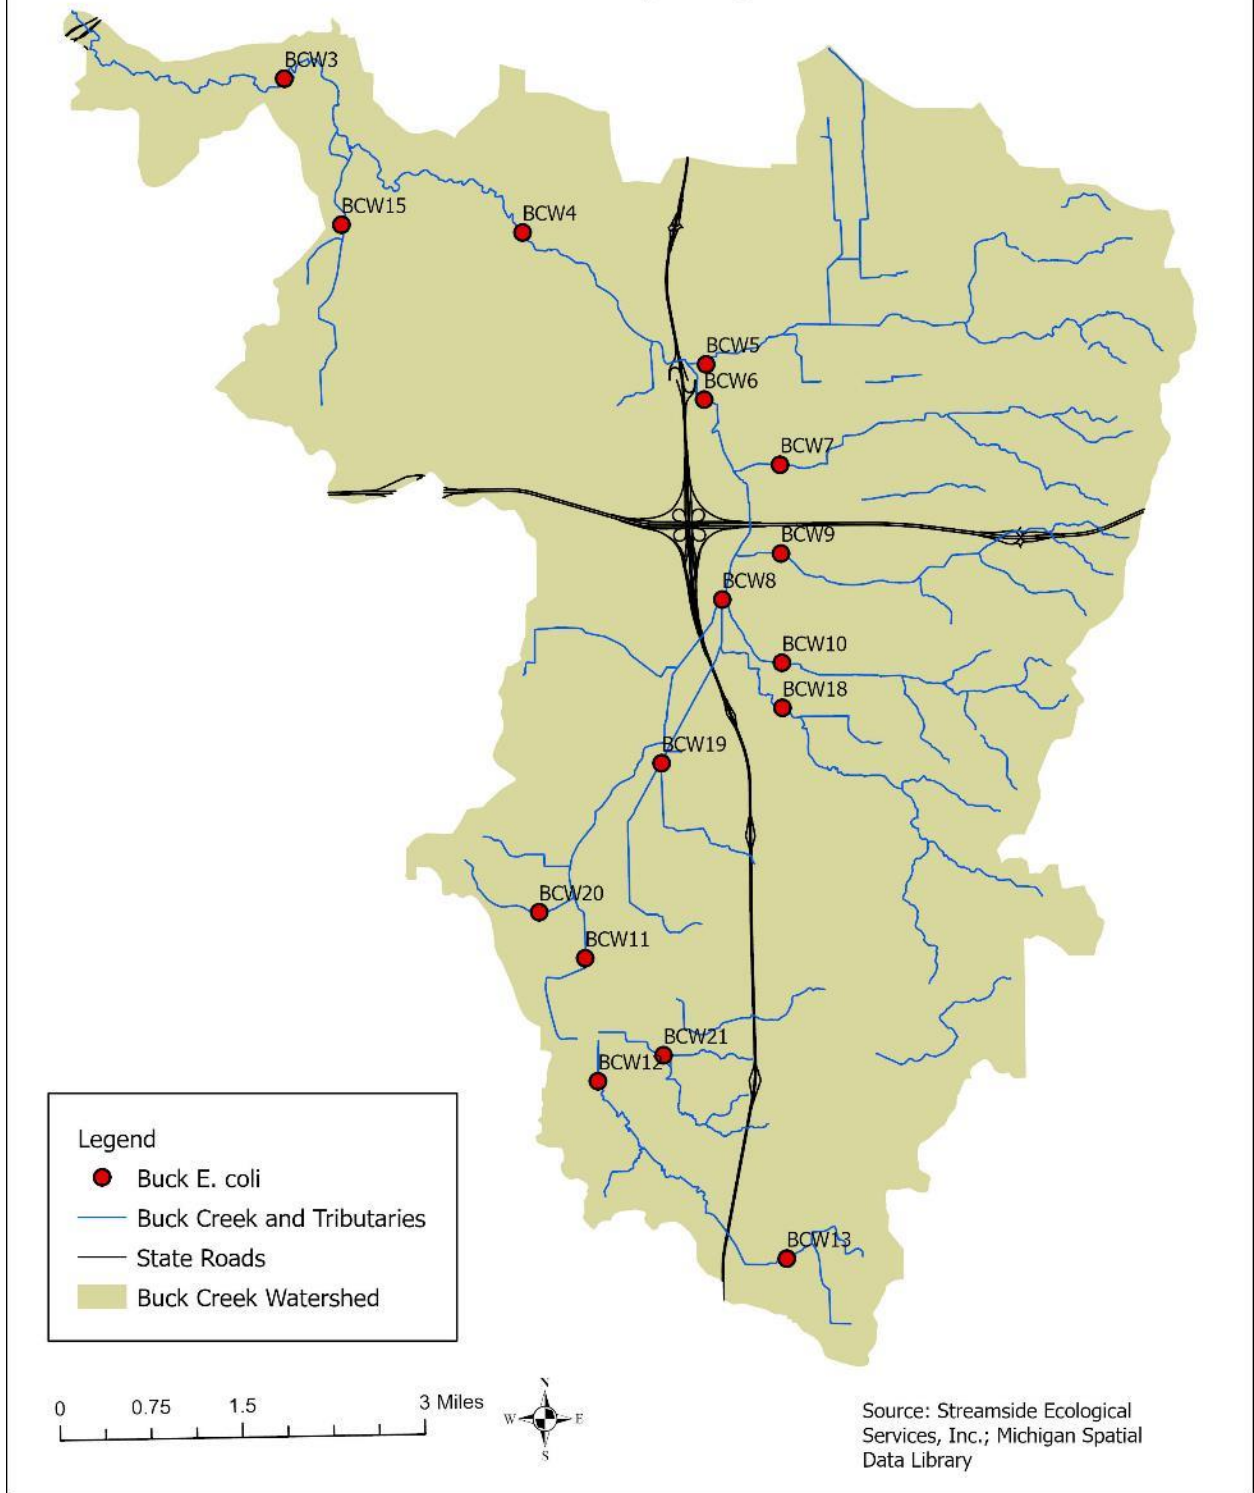 BCW3
BCW15
BCW4
BCW5
BCW6
BCW7
BCW9
BCW8
BCW10
BCW18
BCW19
BCW20
BCW11
BCW21
BCW12
BCW13
Legend
Buck E. coli
Buck Creek and Tributaries
State Roads
Buck Creek Watershed
0 0.75 1.5 3 Miles
N
W E
S
Source: Streamside Ecological
Services, Inc.; Michigan Spatial
Data Library